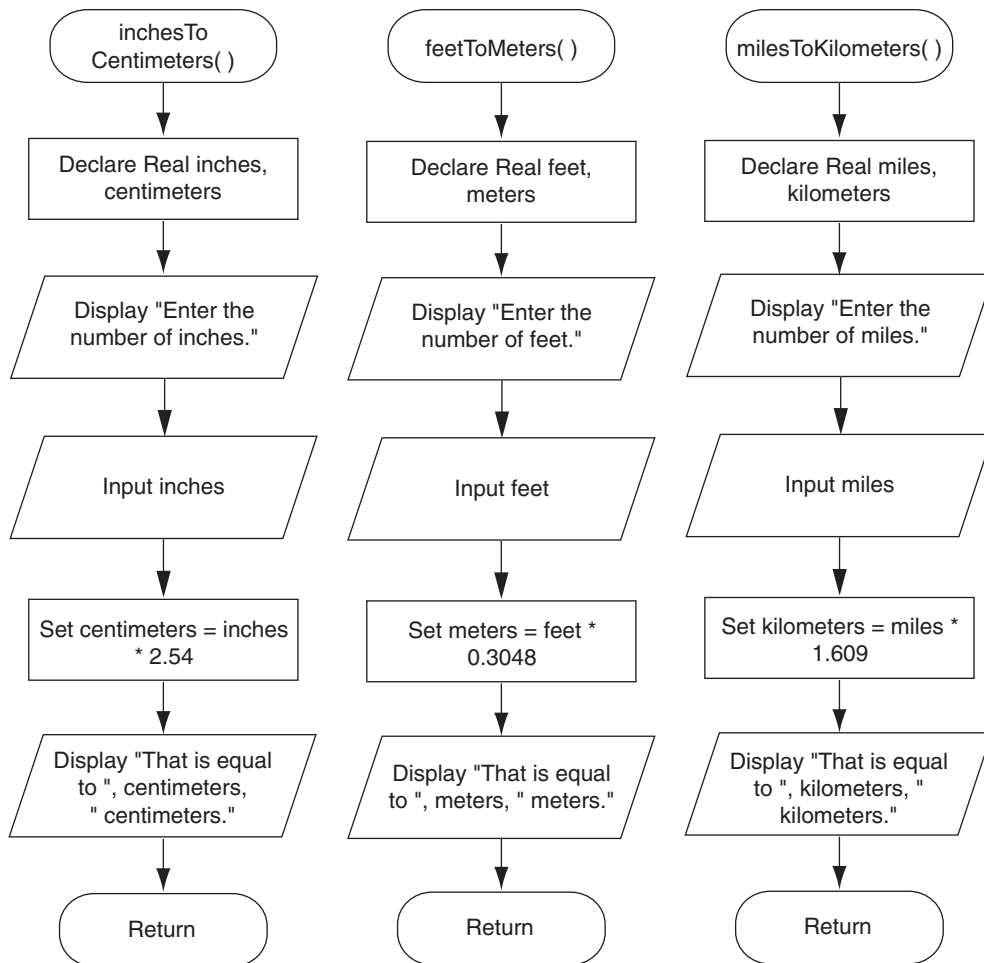 inchesTo
Centimeters( )
Declare Real inches,
centimeters
Display "Enter the
number of inches."
Input inches
Set centimeters = inches
* 2.54
Display "That is equal
to ", centimeters,
" centimeters."
Return
feetToMeters( )
Declare Real feet,
meters
Display "Enter the
number of feet."
Input feet
Set meters = feet *
0.3048
Display "That is equal
to ", meters, " meters."
Return
milesToKilometers( )
Declare Real miles,
kilometers
Display "Enter the
number of miles."
Input miles
Set kilometers = miles *
1.609
Display "That is equal
to ", kilometers, "
kilometers."
Return